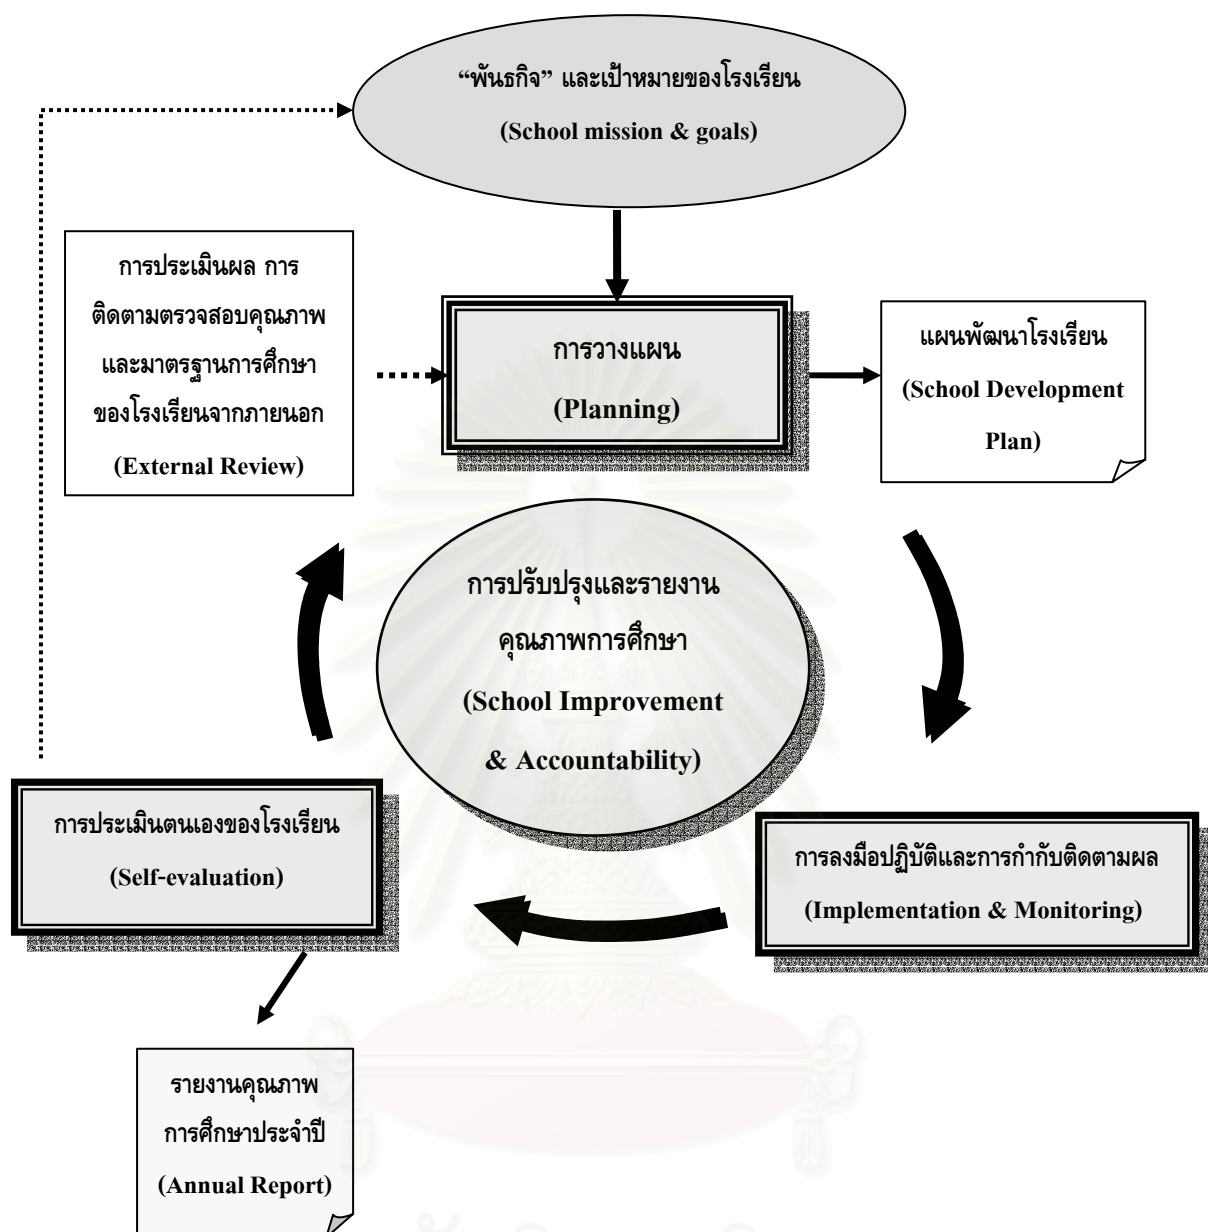 “พันธกิจ” และเป้าหมายของโรงเรียน
(School mission & goals)
การประเมินผล การ
ติดตามตรวจสอบคุณภาพ
และมาตรฐานการศึกษา
ของโรงเรียนจากภายนอก
(External Review)
การวางแผน
(Planning)
แผนพัฒนาโรงเรียน
(School Development
Plan)
การปรับปรุงและรายงาน
คุณภาพการศึกษา
(School Improvement
& Accountability)
การประเมินตนเองของโรงเรียน
(Self-evaluation)
การลงมือปฏิบัติและการกำกับติดตามผล
(Implementation & Monitoring)
รายงานคุณภาพ
การศึกษาประจำปี
(Annual Report)